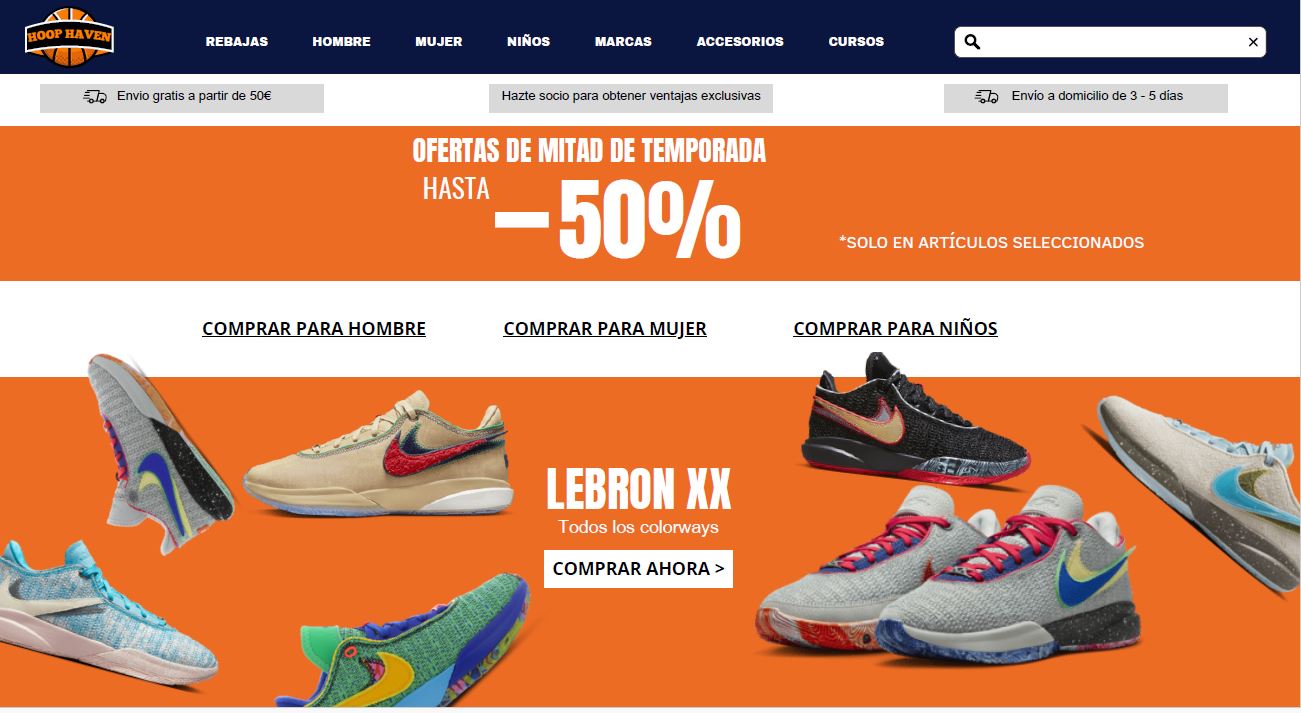 HOOP HAVEN
REBAJAS HOMBRE MUJER NIÑOS MARCAS ACCESORIOS CURSOS
Envio gratis a partir de 50€
Hazte socio para obtener ventajas exclusivas
Envío a domicilio de 3 - 5 días
OFERTAS DE MITAD DE TEMPORADA
HASTA -50%
*SOLO EN ARTÍCULOS SELECCIONADOS
COMPRAR PARA HOMBRE COMPRAR PARA MUJER COMPRAR PARA NIÑOS
LEBRON XX
Todos los colorways
COMPRAR AHORA >